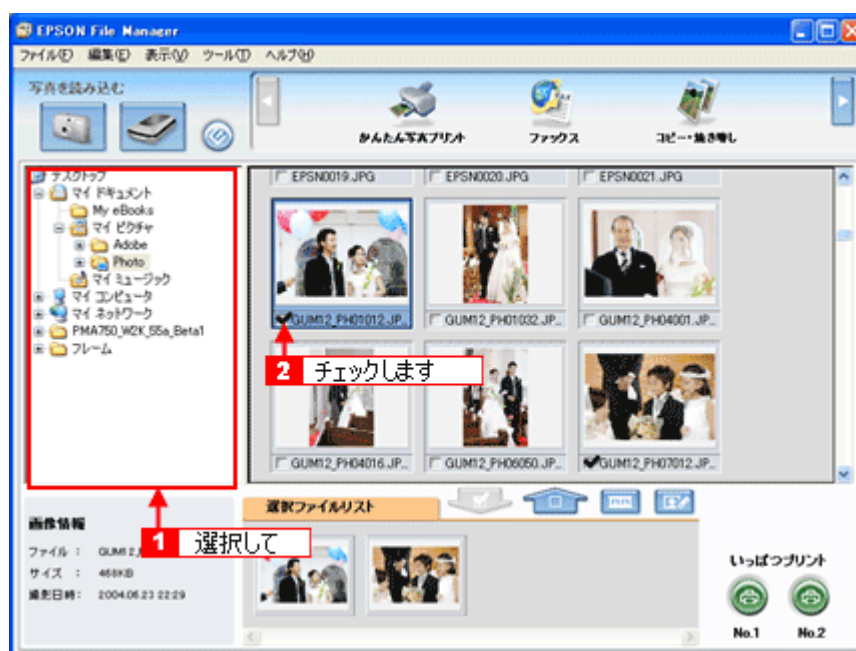 EPSON File Manager
ファイル(F) 編集(E) 表示(V) ツール(T) ヘルプ(H)
写真を読み込む
かんたん写真プリント ファックス コピー・焼き増し
デスクトップ
マイ ドキュメント
My eBooks
マイ ピクチャ
Adobe
Photo
マイ ミュージック
マイ コンピュータ
マイ ネットワーク
PMA750_W2K_S5a_Beta1
フレーム
EPSN0019.JPG EPSN0020.JPG EPSN0021.JPG
GUM12_PH01012.JP... GUM12_PH01032.JP... GUM12_PH04001.JP...
2 チェックします
GUM12_PH04016.JP... GUM12_PH06050.JP... GUM12_PH07012.JP...
1 選択して
画像情報
ファイル : GUM12
サイズ : 468KB
撮影日時: 2004.06.23 22:29
選択ファイルリスト
いっぱつプリント
No.1 No.2